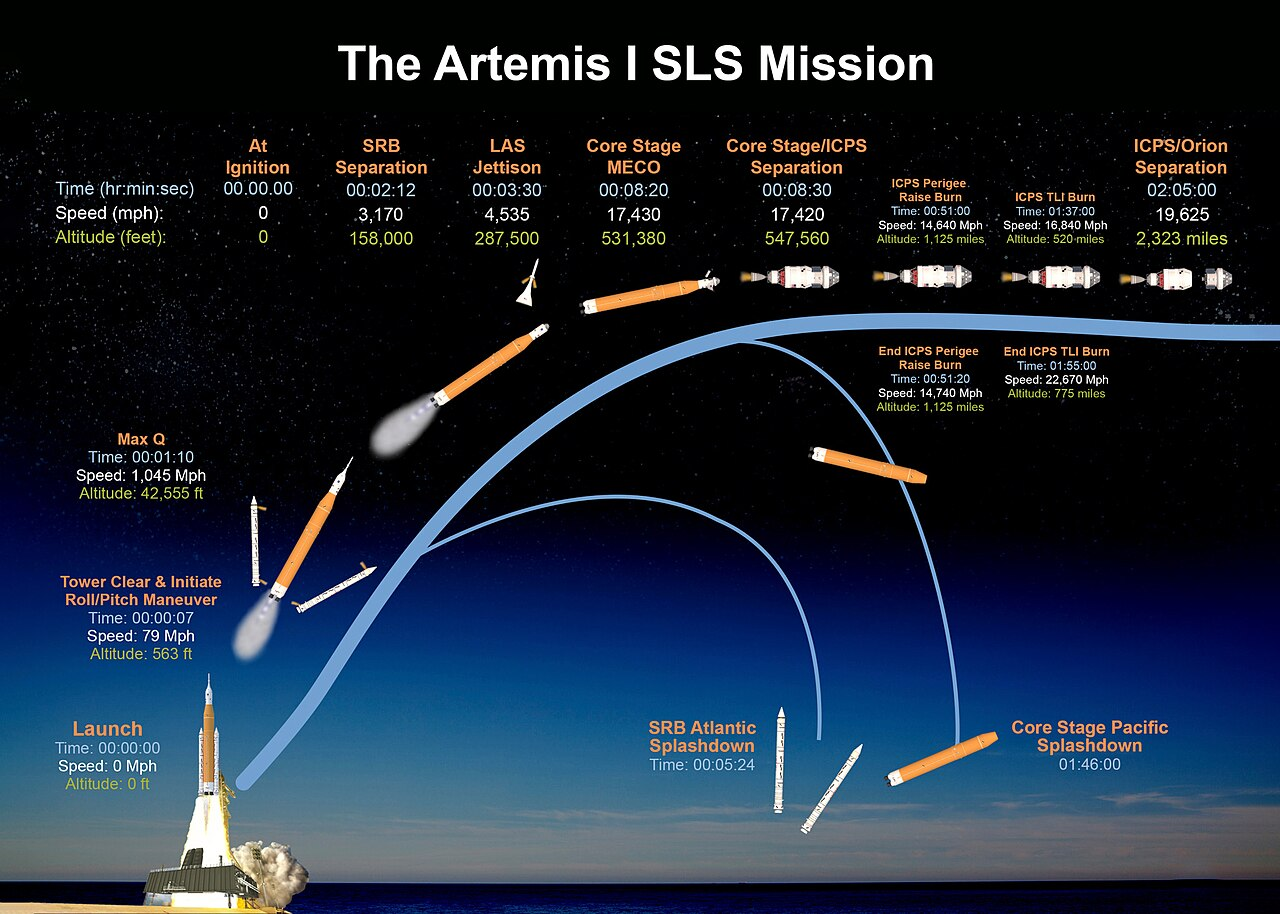 The Artemis I SLS Mission
At
Ignition
SRB
Separation
LAS
Jettison
Core Stage
MECO
Core Stage/ICPS
Separation
ICPS/Orion
Separation
Time (hr:min:sec) 00.00.00 00:02:12 00:03:30 00:08:20 00:08:30 02:05:00
Speed (mph): 0 3,170 4,535 17,430 17,420 19,625
Altitude (feet): 0 158,000 287,500 531,380 547,560 2,323 miles
ICPS Perigee
Raise Burn
Time: 00:51:00
Speed: 14,640 Mph
Altitude: 1,125 miles
ICPS TLI Burn
Time: 01:37:00
Speed: 16,840 Mph
Altitude: 520 miles
End ICPS Perigee
Raise Burn
Time: 00:51:20
Speed: 14,740 Mph
Altitude: 1,125 miles
End ICPS TLI Burn
Time: 01:55:00
Speed: 22,670 Mph
Altitude: 775 miles
Max Q
Time: 00:01:10
Speed: 1,045 Mph
Altitude: 42,555 ft
Tower Clear & Initiate
Roll/Pitch Maneuver
Time: 00:00:07
Speed: 79 Mph
Altitude: 563 ft
Launch
Time: 00:00:00
Speed: 0 Mph
Altitude: 0 ft
SRB Atlantic
Splashdown
Time: 00:05:24
Core Stage Pacific
Splashdown
01:46:00